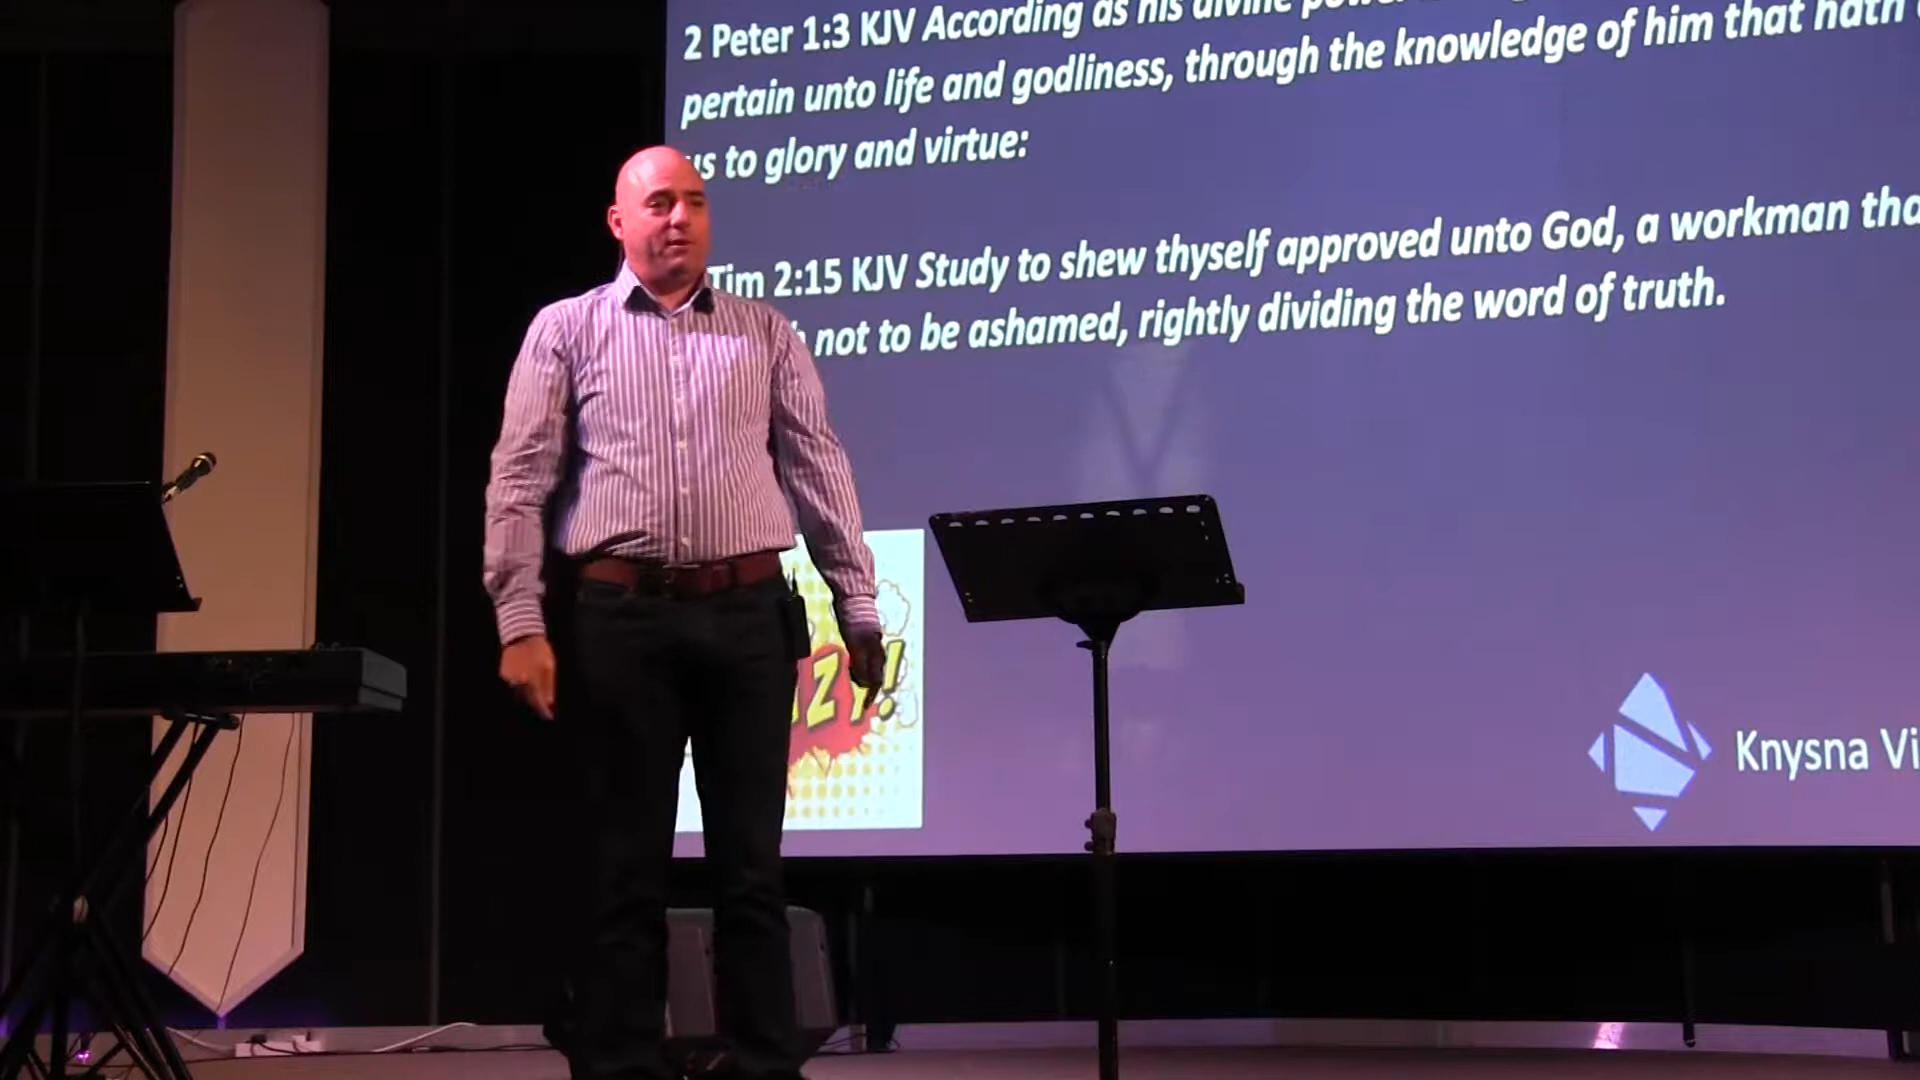 2 Peter 1:3 KJV According as his divine power
pertain unto life and godliness, through the knowledge of him that hath
us to glory and virtue:
Tim 2:15 KJV Study to shew thyself approved unto God, a workman
not to be ashamed, rightly dividing the word of truth.
Knysna